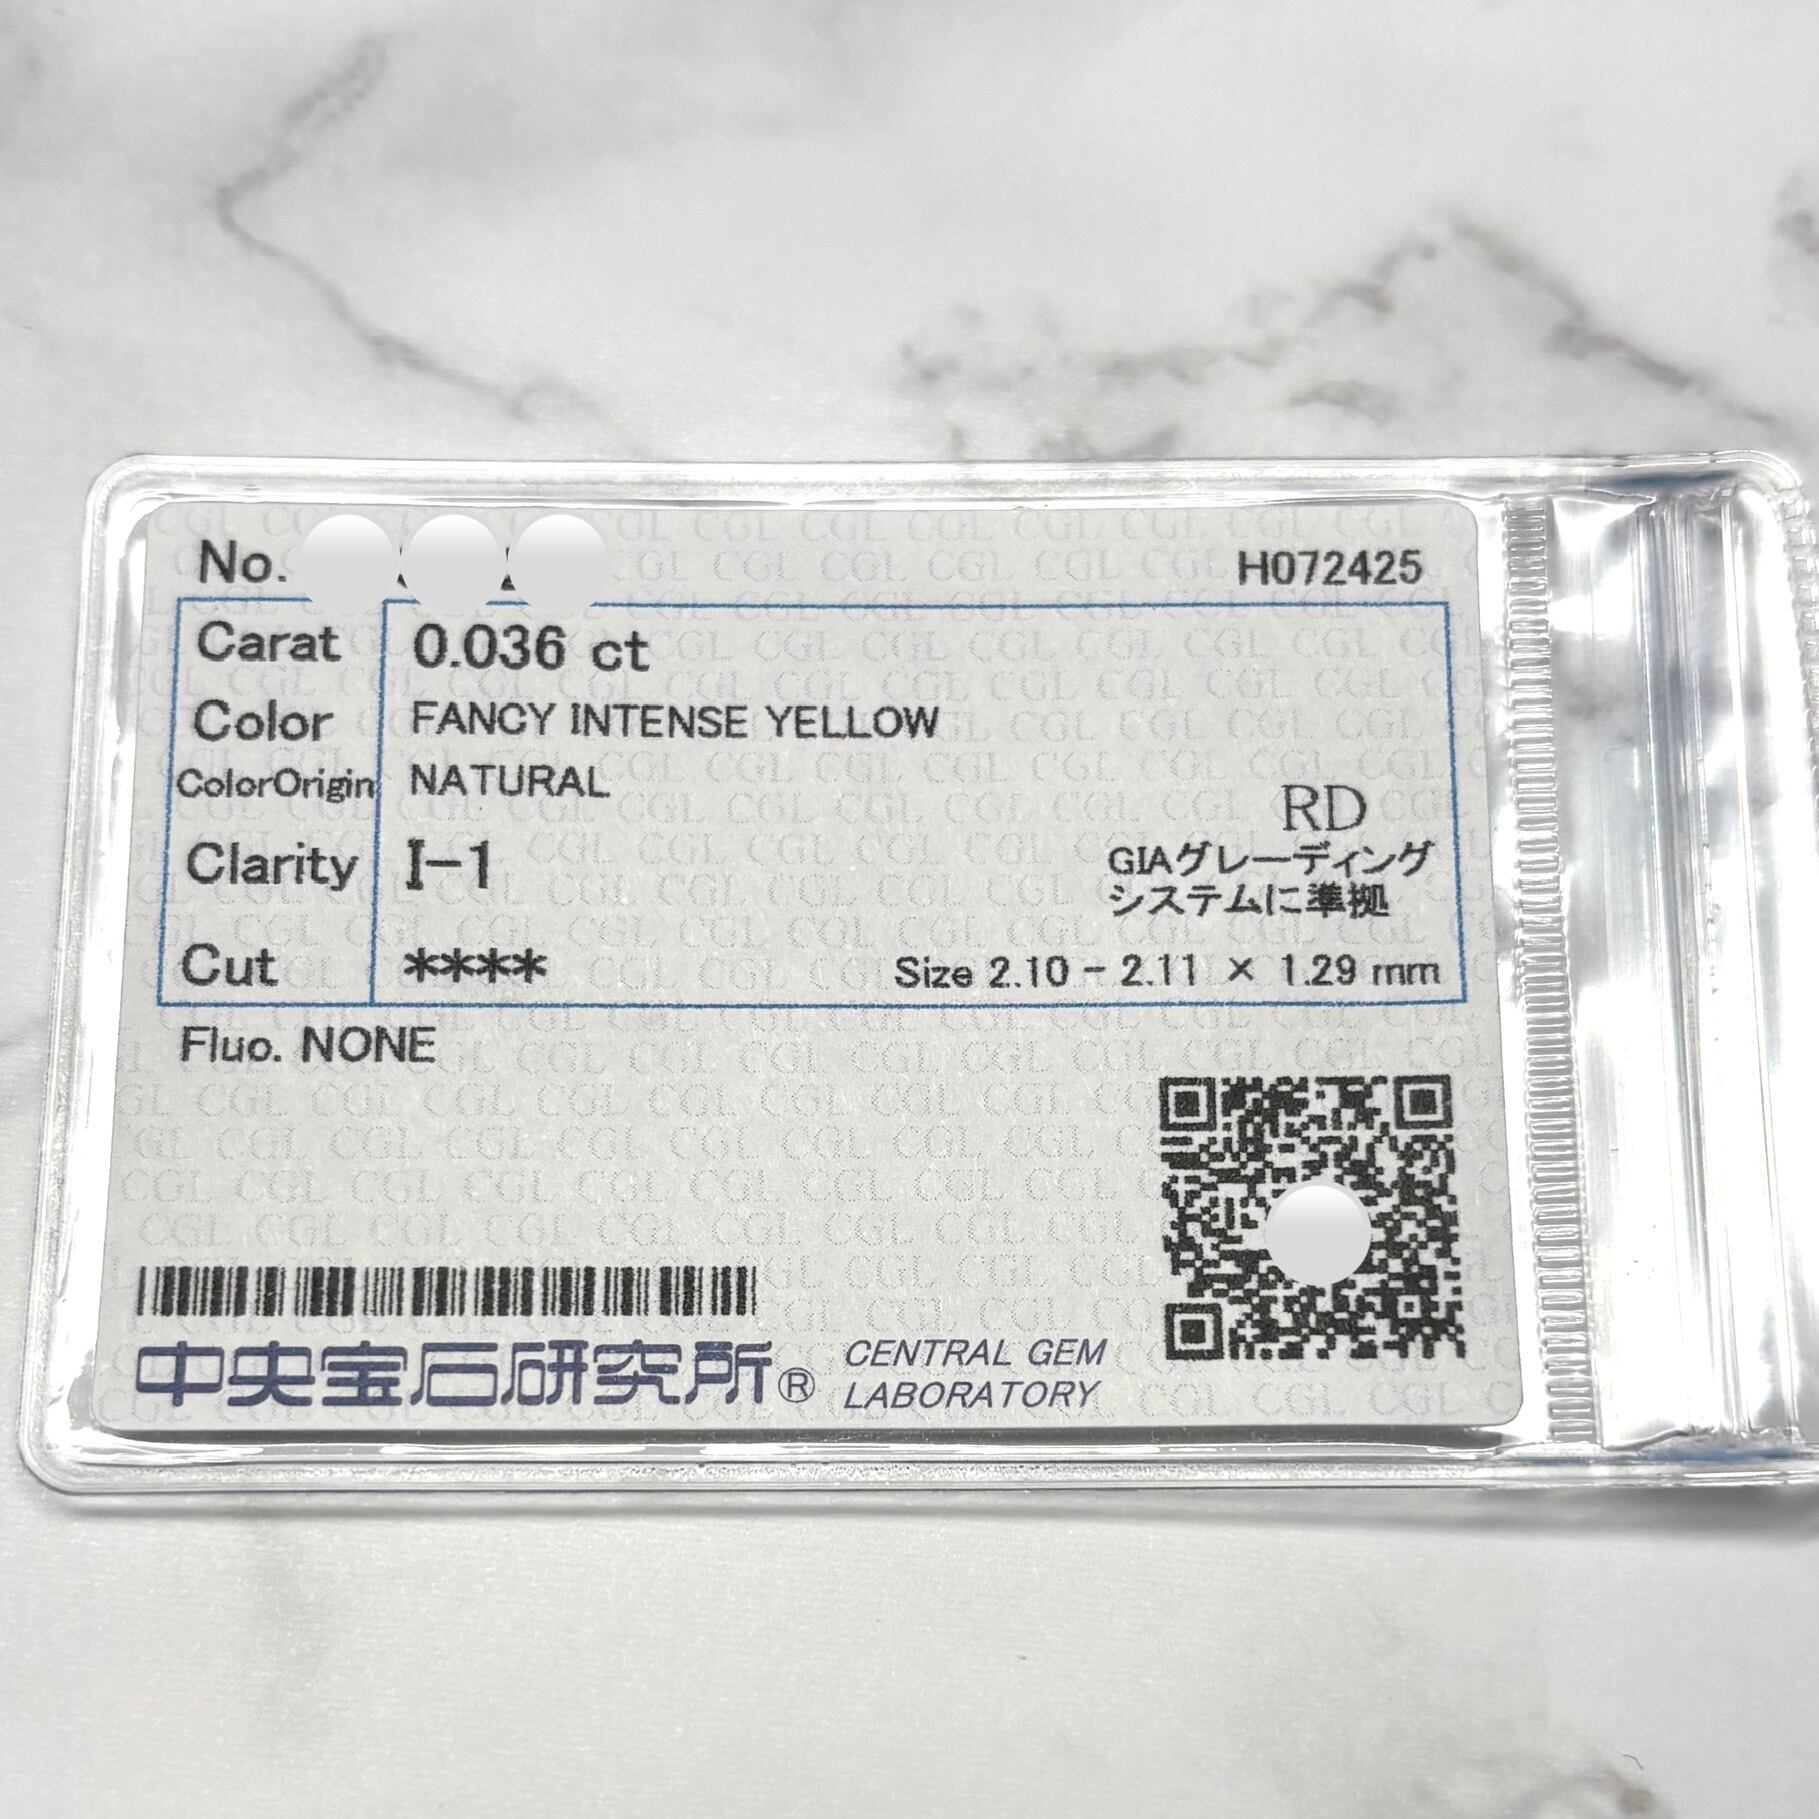 No. H072425
Carat 0.036 ct
Color FANCY INTENSE YELLOW
ColorOrigin NATURAL
RD
Clarity I-1
GIAグレーディング
システムに準拠
Cut ****
Size 2.10 - 2.11 × 1.29 mm
Fluo. NONE
中央宝石研究所® CENTRAL GEM
LABORATORY
CGL